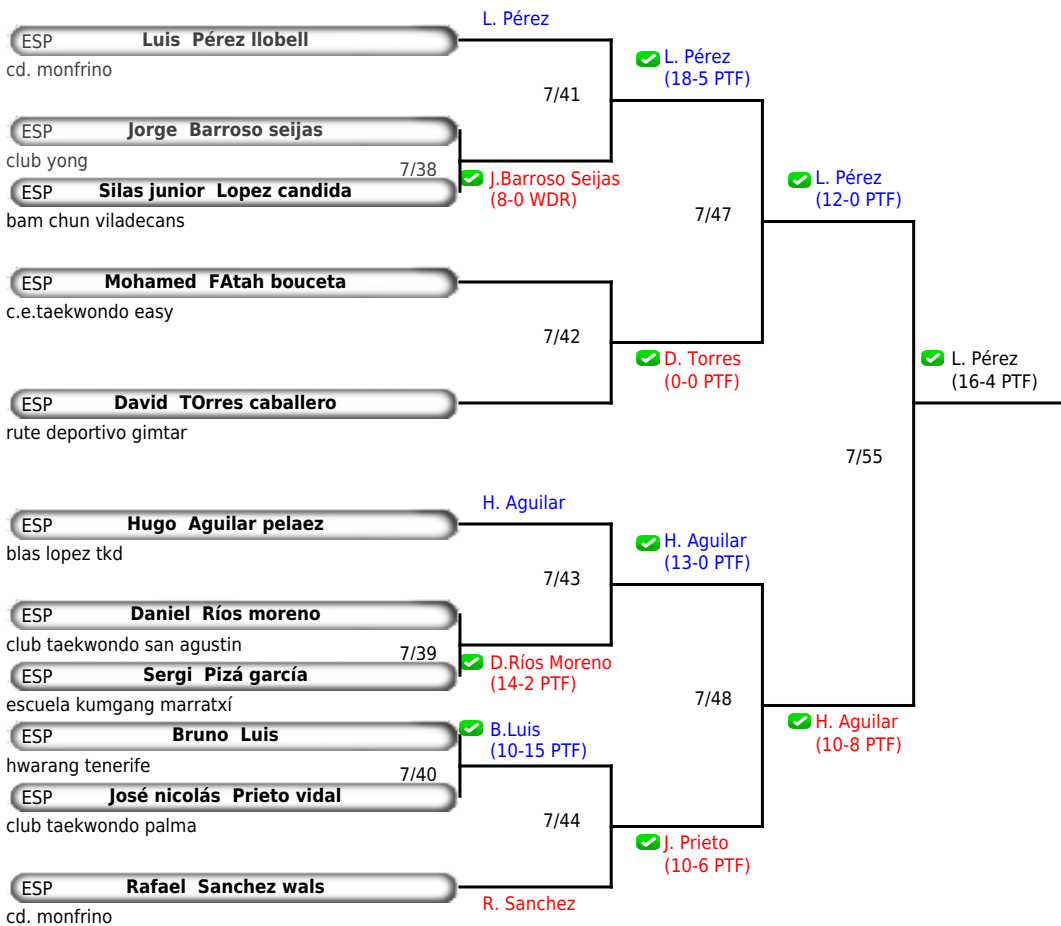 L. Pérez
ESP Luis Pérez llobell
cd. monfrino
L. Pérez
(18-5 PTF)
7/41
ESP Jorge Barroso seijas
club yong
7/38
J.Barroso Seijas
(8-0 WDR)
ESP Silas junior Lopez candida
bam chun viladecans
L. Pérez
(12-0 PTF)
7/47
ESP Mohamed FAtah bouceta
c.e.taekwondo easy
7/42
D. Torres
(0-0 PTF)
ESP David TOrres caballero
rute deportivo gimtar
L. Pérez
(16-4 PTF)
7/55
H. Aguilar
ESP Hugo Aguilar pelaez
blas lopez tkd
H. Aguilar
(13-0 PTF)
7/43
ESP Daniel Ríos moreno
club taekwondo san agustin
7/39
D.Ríos Moreno
(14-2 PTF)
ESP Sergi Pizá garcía
escuela kumgang marratxí
7/48
H. Aguilar
(10-8 PTF)
ESP Bruno Luis
hwarang tenerife
B.Luis
(10-15 PTF)
7/40
ESP José nicolás Prieto vidal
club taekwondo palma
7/44
J. Prieto
(10-6 PTF)
ESP Rafael Sanchez wals
cd. monfrino
R. Sanchez